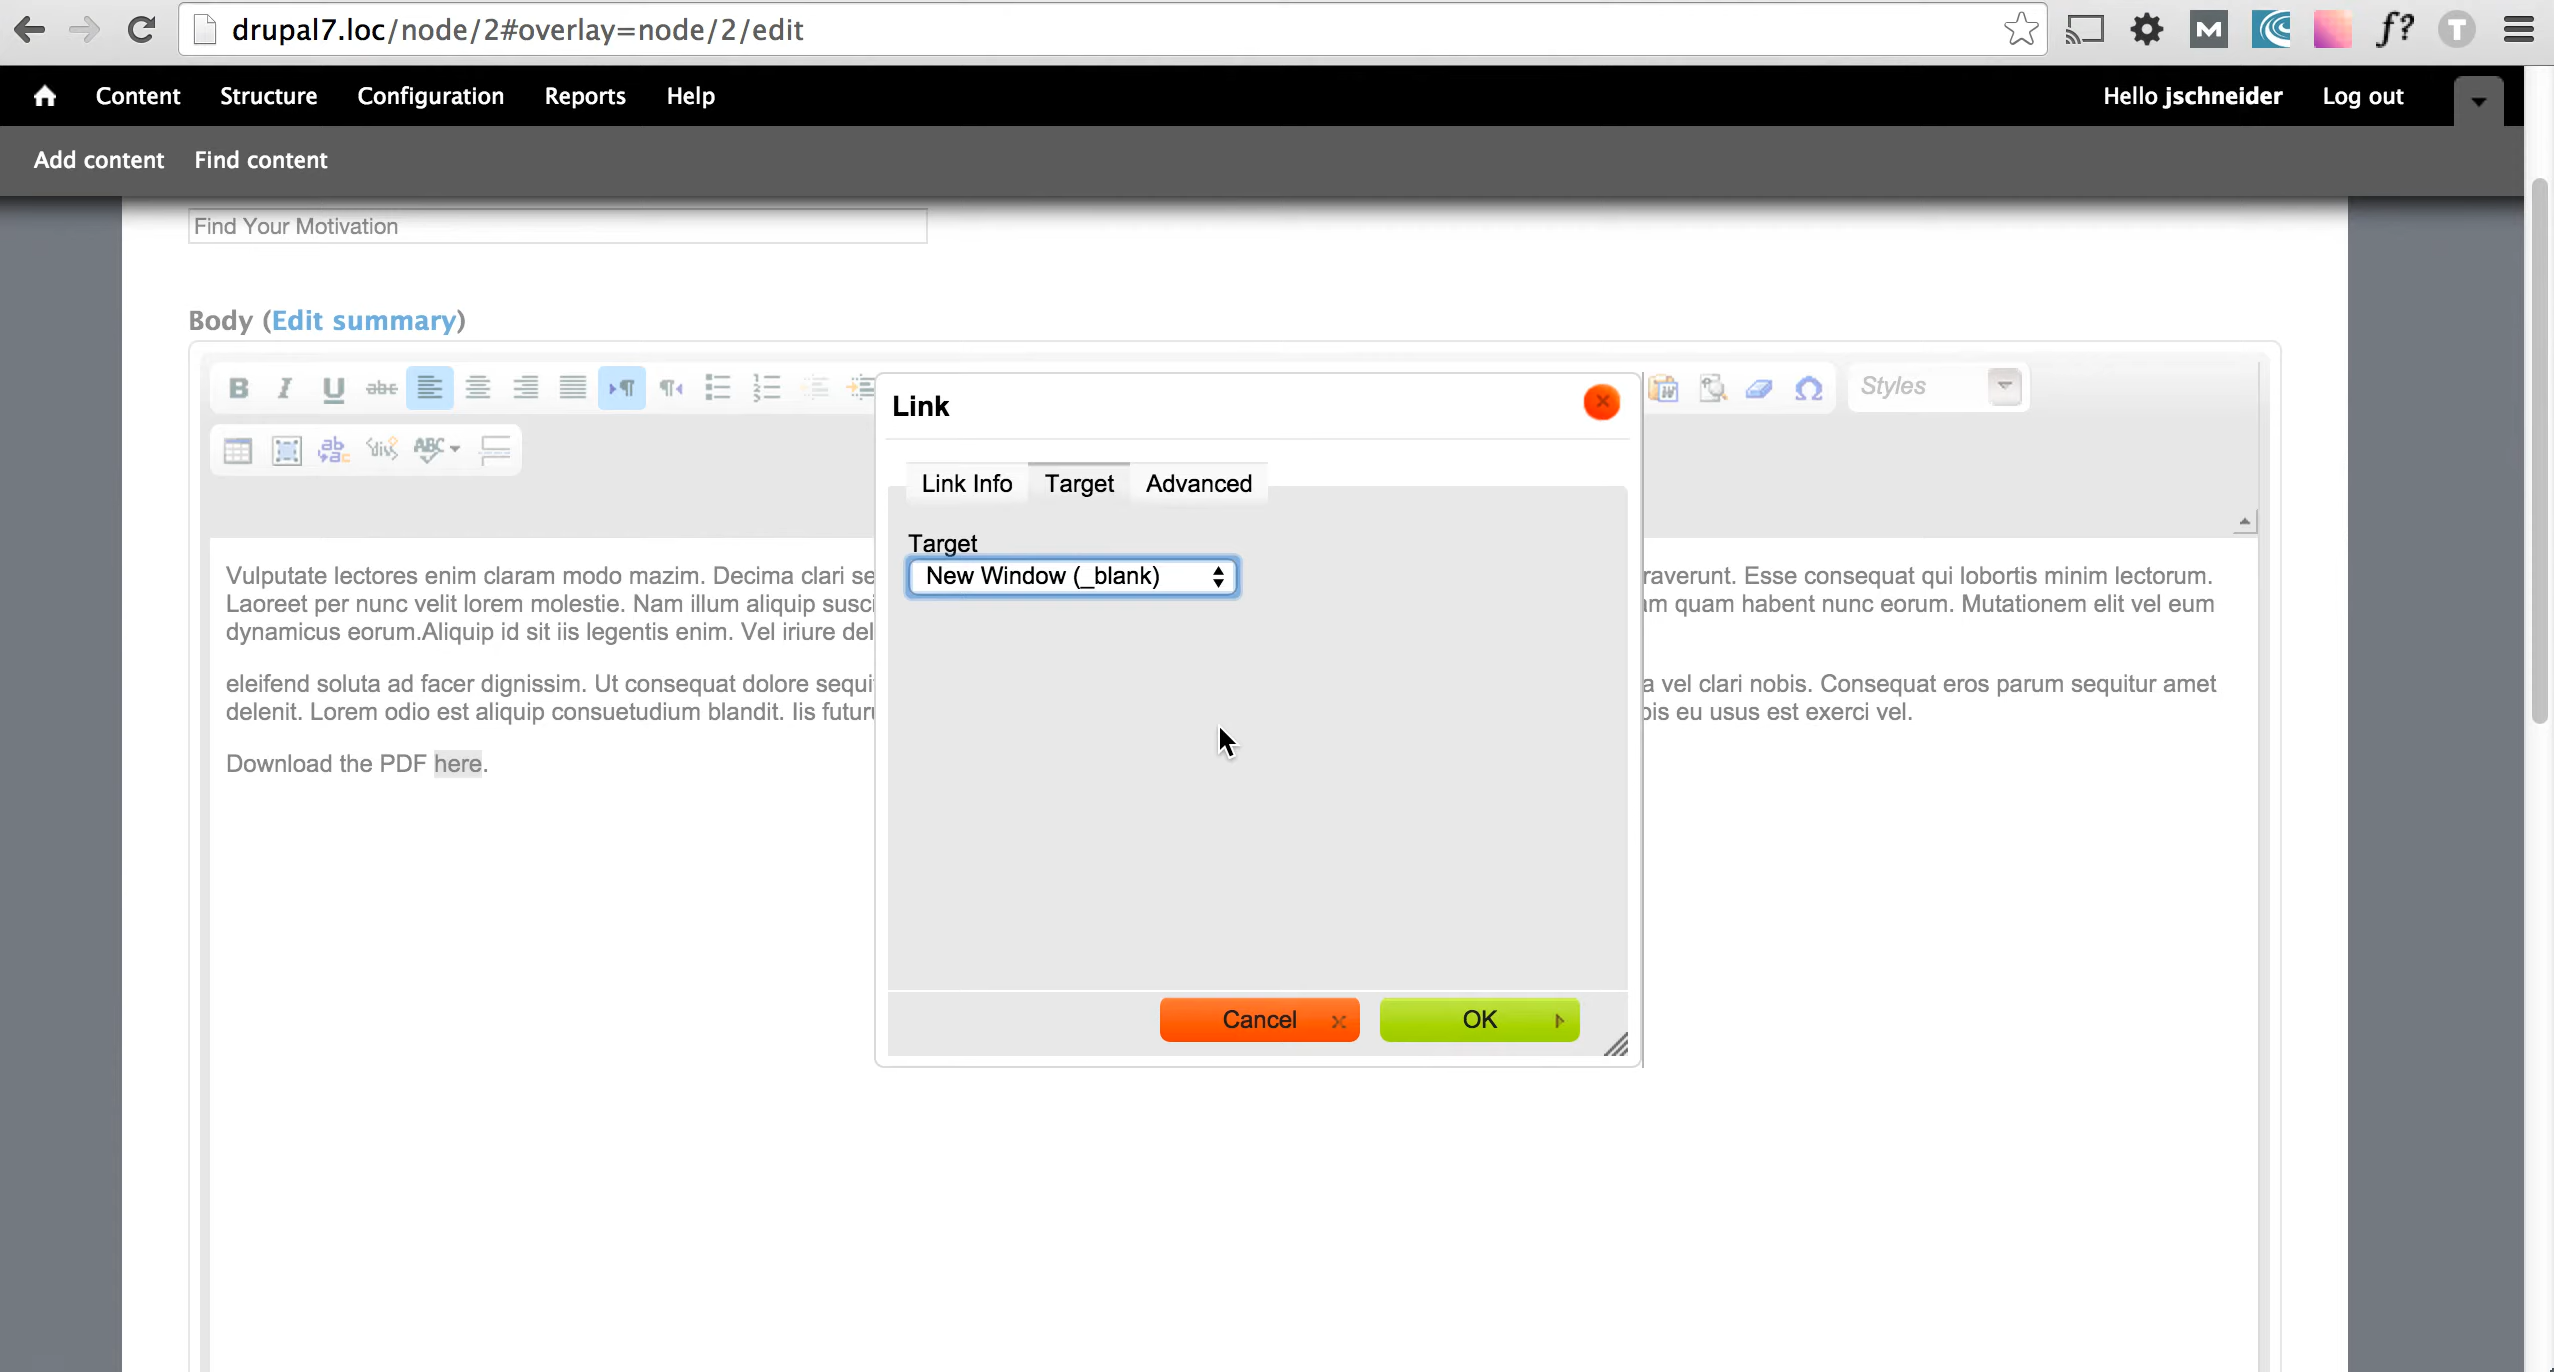 drupal7.loc/node/2#overlay=node/2/edit
M f? T
Content Structure Configuration Reports Help Hello jschneider Log out
Add content Find content
Find Your Motivation
Body (Edit summary)
B I U abc Styles
ABC
Link
Link Info Target Advanced
Target
New Window (_blank)
Vulputate lectores enim claram modo mazim. Decima clari se raverunt. Esse consequat qui lobortis minim lectorum.
Laoreet per nunc velit lorem molestie. Nam illum aliquip susci m quam habent nunc eorum. Mutationem elit vel eum
dynamicus eorum.Aliquip id sit iis legentis enim. Vel iriure del
eleifend soluta ad facer dignissim. Ut consequat dolore sequi a vel clari nobis. Consequat eros parum sequitur amet
delenit. Lorem odio est aliquip consuetudium blandit. Iis futur is eu usus est exerci vel.
Download the PDF here.
Cancel OK